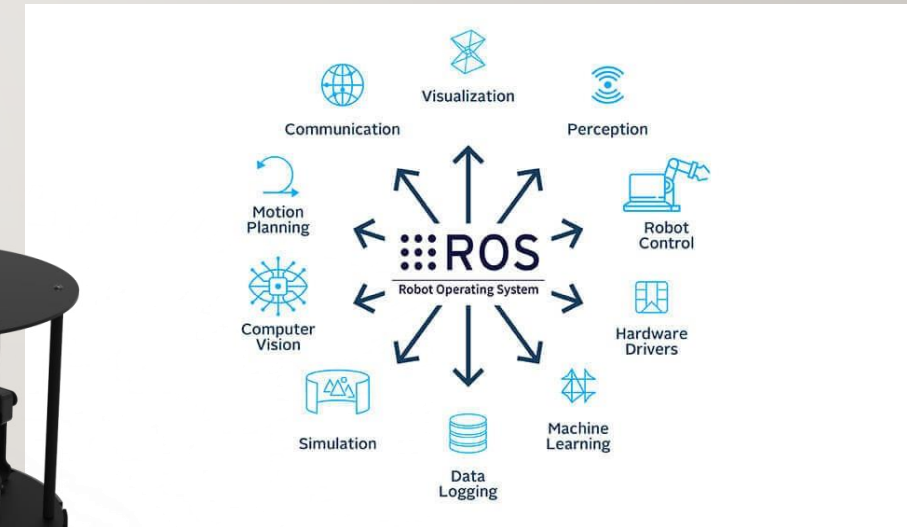 Visualization
Communication
Perception
Motion
Planning
Robot
Control
ROS
Robot Operating System
Computer
Vision
Hardware
Drivers
Simulation
Machine
Learning
Data
Logging